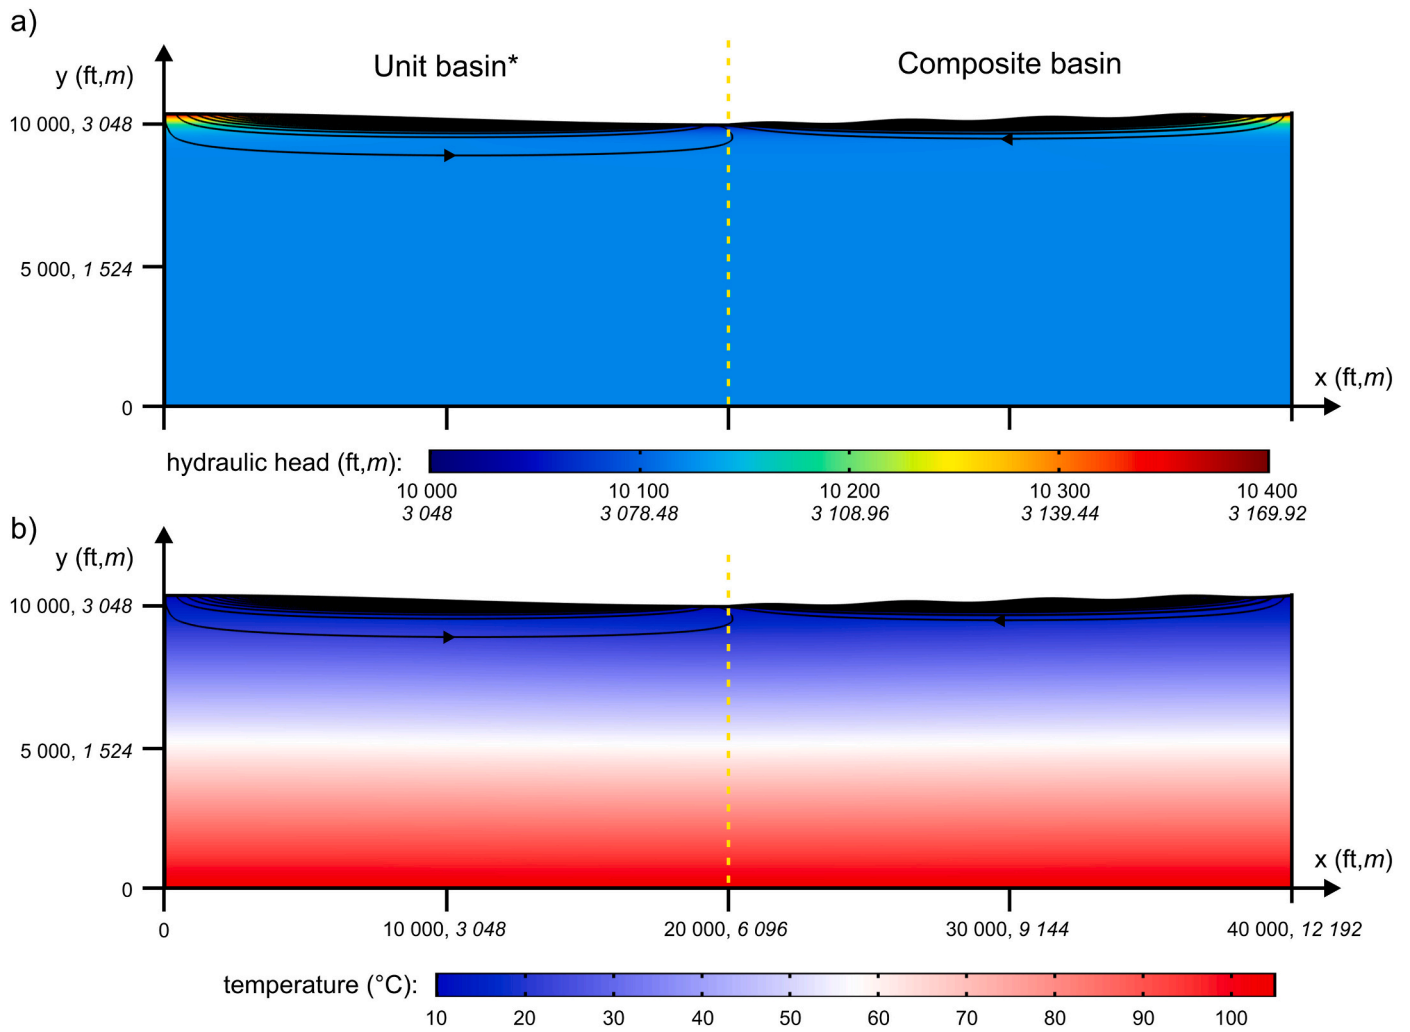 a)
Unit basin*
Composite basin
y (ft,m)
10 000, 3 048
5 000, 1 524
0
x (ft,m)
hydraulic head (ft,m):
10 000 10 100 10 200 10 300 10 400
3 048 3 078.48 3 108.96 3 139.44 3 169.92
b)
y (ft,m)
10 000, 3 048
5 000, 1 524
0
x (ft,m)
0 10 000, 3 048 20 000, 6 096 30 000, 9 144 40 000, 12 192
temperature (°C):
10 20 30 40 50 60 70 80 90 100